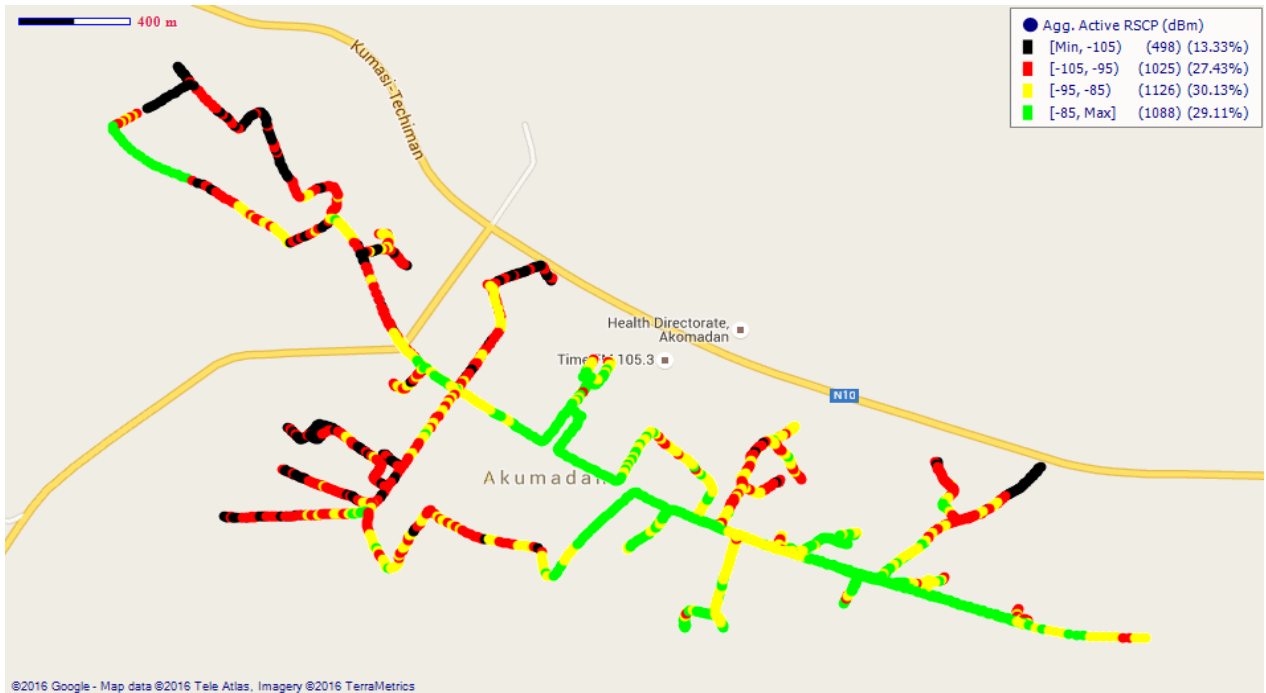 400 m
Agg. Active RSCP (dBm)
[Min, -105) (498) (13.33%)
[-105, -95) (1025) (27.43%)
[-95, -85) (1126) (30.13%)
[-85, Max] (1088) (29.11%)
Kumasi-Techiman
Health Directorate,
Akomadan
105.3
N10
Akumadan
©2016 Google - Map data ©2016 Tele Atlas, Imagery ©2016 TerraMetrics